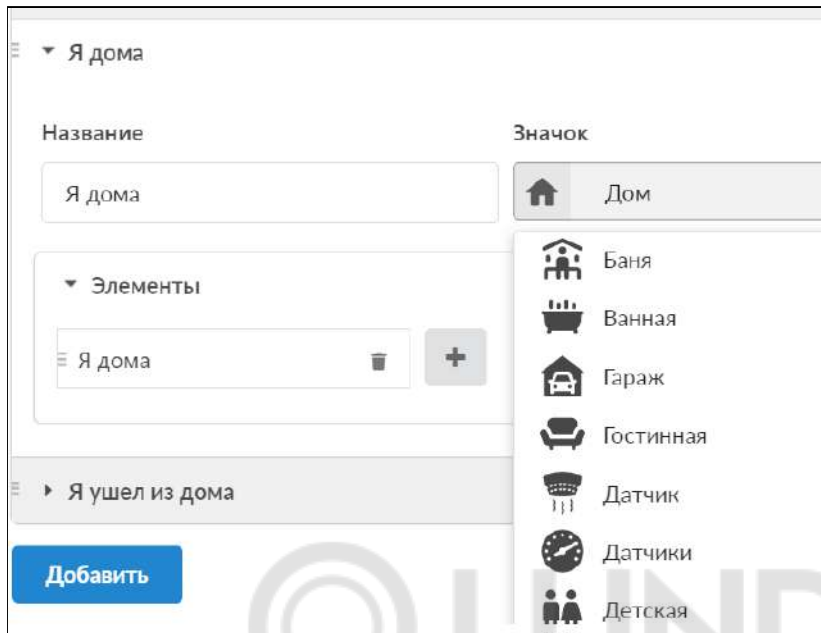 Я дома
Название
Значок
Я дома
Дом
Баня
Элементы
Ванная
Я дома
Гараж
Гостинная
Я ушел из дома
Датчик
Датчики
Добавить
Детская